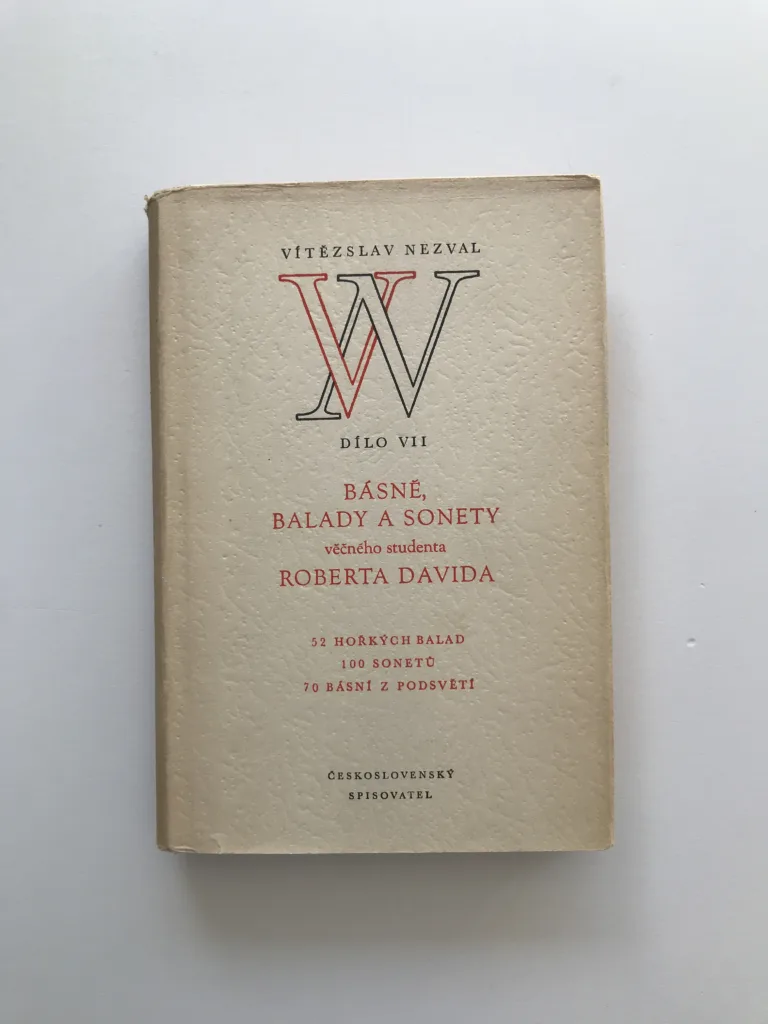 VÍTĚZSLAV NEZVAL
VN
DÍLO VII
BÁSNĚ,
BALADY A SONETY
věčného studenta
ROBERTA DAVIDA
52 HOŘKÝCH BALAD
100 SONETŮ
70 BÁSNÍ Z PODSVĚTÍ
ČESKOSLOVENSKÝ
SPISOVATEL